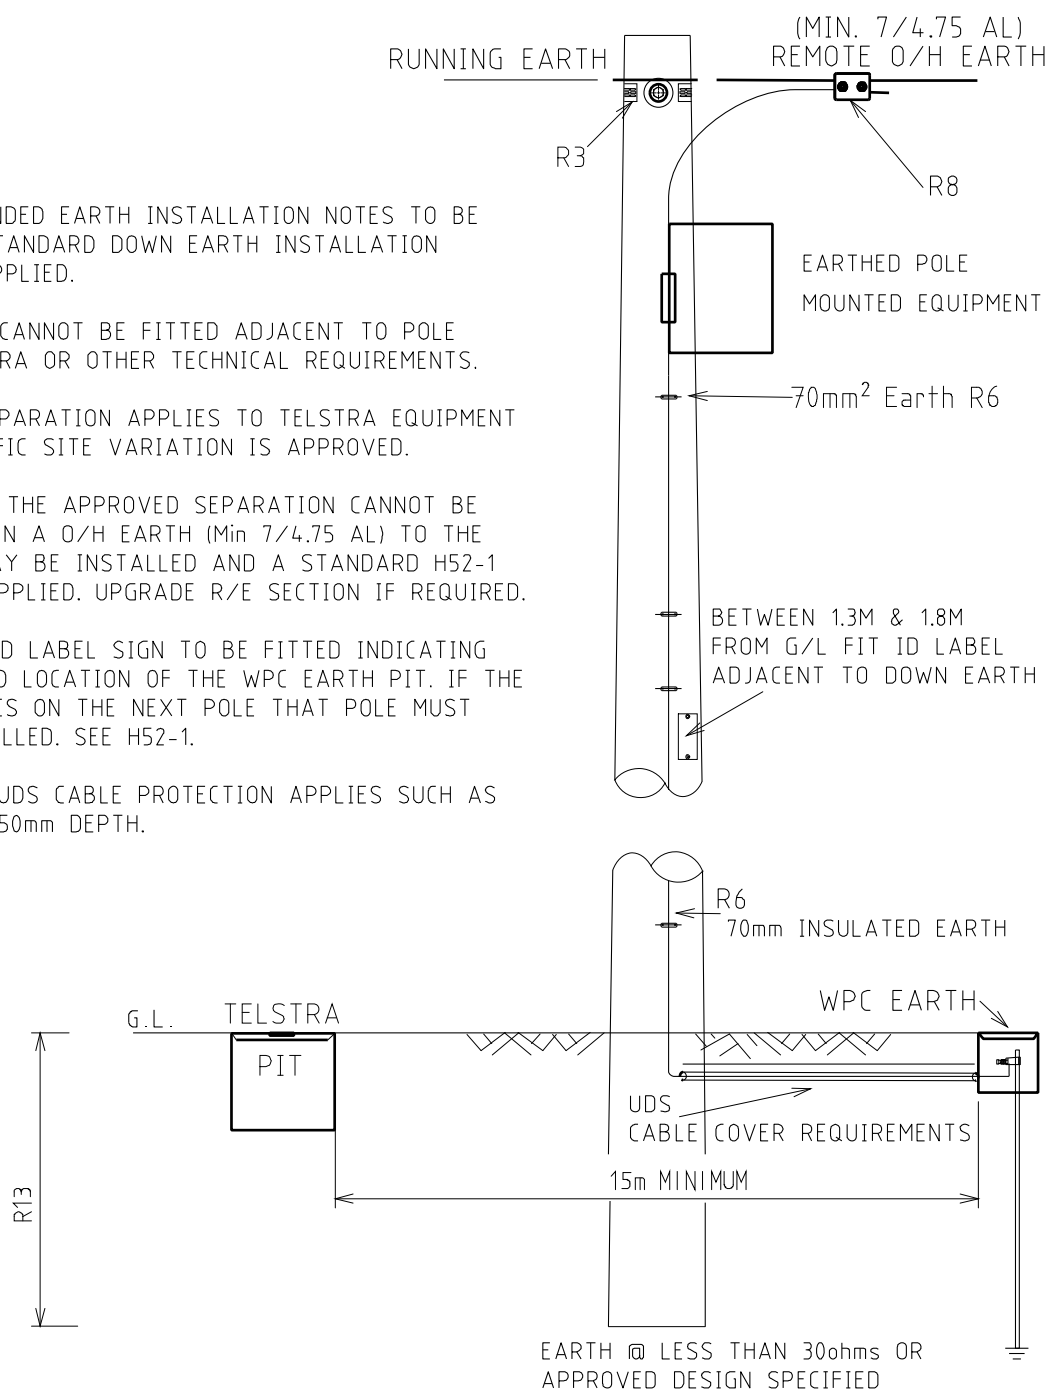 (MIN. 7/4.75 AL)
RUNNING EARTH
REMOTE O/H EARTH
R3
R8
NDED EARTH INSTALLATION NOTES TO BE
TANDARD DOWN EARTH INSTALLATION
PPLIED.
CANNOT BE FITTED ADJACENT TO POLE
RA OR OTHER TECHNICAL REQUIREMENTS.
PARATION APPLIES TO TELSTRA EQUIPMENT
FIC SITE VARIATION IS APPROVED.
THE APPROVED SEPARATION CANNOT BE
N A O/H EARTH (Min 7/4.75 AL) TO THE
AY BE INSTALLED AND A STANDARD H52-1
PPLIED. UPGRADE R/E SECTION IF REQUIRED.
D LABEL SIGN TO BE FITTED INDICATING
D LOCATION OF THE WPC EARTH PIT. IF THE
IS ON THE NEXT POLE THAT POLE MUST
LLED. SEE H52-1.
UDS CABLE PROTECTION APPLIES SUCH AS
50mm DEPTH.
EARTHED POLE
MOUNTED EQUIPMENT
70mm² Earth R6
BETWEEN 1.3M & 1.8M
FROM G/L FIT ID LABEL
ADJACENT TO DOWN EARTH
R6
70mm INSULATED EARTH
WPC EARTH
G.L.
TELSTRA
PIT
UDS
CABLE COVER REQUIREMENTS
15m MINIMUM
R13
EARTH @ LESS THAN 30ohms OR
APPROVED DESIGN SPECIFIED